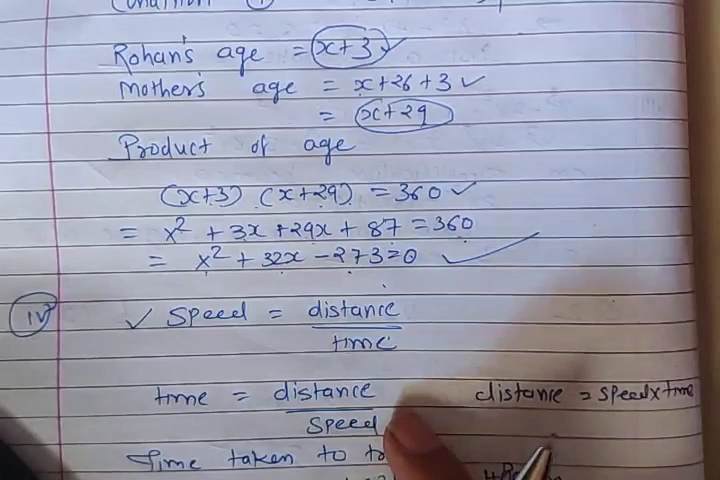 Rohan's age = x+3 ✓
Mother's age = x+26+3 ✓
= x+29
Product of age
(x+3) (x+29) = 360 ✓
= x² + 3x + 29x + 87 = 360
= x² + 32x - 273 = 0 ✓
iv ✓ Speed = distance
time
time = distance distance = speed x time
Speed
Time taken to